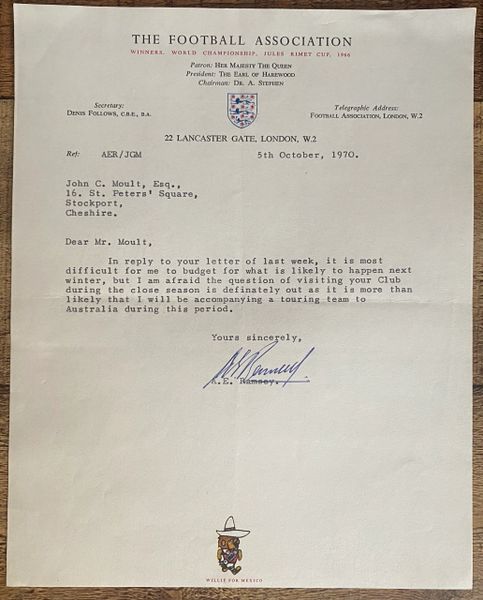 THE FOOTBALL ASSOCIATION
WINNERS, WORLD CHAMPIONSHIP, JULES RIMET CUP, 1966
Patron: HER MAJESTY THE QUEEN
President: THE EARL OF HAREWOOD
Chairman: DR. A. STEPHEN
Secretary:
DENIS FOLLOWS, C.B.E., B.A.
Telegraphic Address:
FOOTBALL ASSOCIATION, LONDON, W.2
22 LANCASTER GATE, LONDON, W.2
Ref: AER/JGM 5th October, 1970.
John C. Moult, Esq.,
16. St. Peters' Square,
Stockport,
Cheshire.
Dear Mr. Moult,
In reply to your letter of last week, it is most
difficult for me to budget for what is likely to happen next
winter, but I am afraid the question of visiting your Club
during the close season is definately out as it is more than
likely that I will be accompanying a touring team to
Australia during this period.
Yours sincerely,
A.E. Ramsey.
WILLIE FOR MEXICO